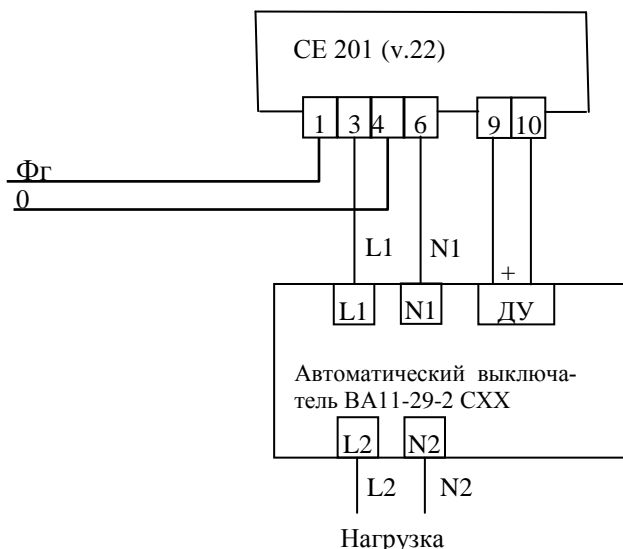 CE 201 (v.22)
1 3 4 6 9 10
Фг
0
L1 N1
+
L1 N1 ДУ
Автоматический выключа-
тель ВА11-29-2 СХХ
L2 N2
L2 N2
Нагрузка